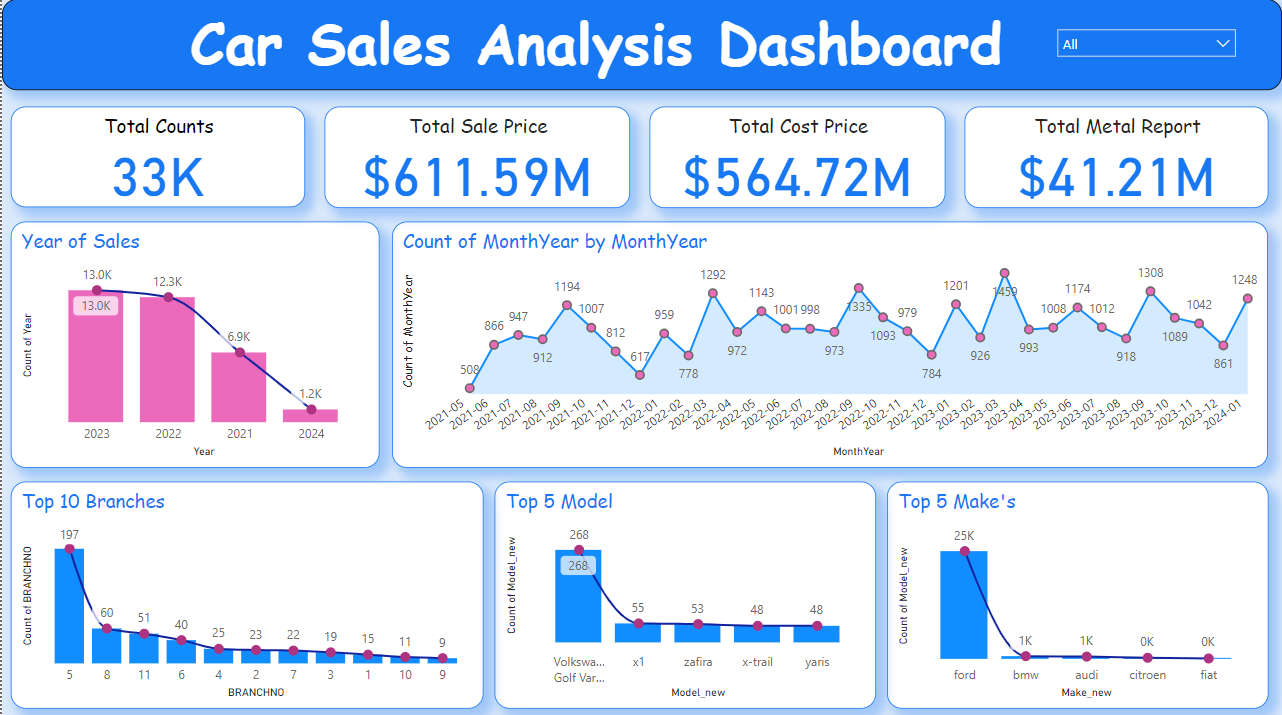 Car Sales Analysis Dashboard
All
Total Counts
33K
Total Sale Price
$611.59M
Total Cost Price
$564.72M
Total Metal Report
$41.21M
Year of Sales
Count of Year
13.0K
13.0K
12.3K
6.9K
1.2K
2023 2022 2021 2024
Year
Count of MonthYear by MonthYear
Count of MonthYear
508 866 947 912 1194 1007 812 617 959 778 1292 972 1143 1001 998 973 1335 1093 979 784 1201 926 1459 993 1008 1174 1012 918 1308 1089 1042 861 1248
2021-05 2021-06 2021-07 2021-08 2021-09 2021-10 2021-11 2021-12 2022-01 2022-02 2022-03 2022-04 2022-05 2022-06 2022-07 2022-08 2022-09 2022-10 2022-11 2022-12 2023-01 2023-02 2023-03 2023-04 2023-05 2023-06 2023-07 2023-08 2023-09 2023-10 2023-11 2023-12 2024-01
MonthYear
Top 10 Branches
Count of BRANCHNO
197 60 51 40 25 23 22 19 15 11 9
5 8 11 6 4 2 7 3 1 10 9
BRANCHNO
Top 5 Model
Count of Model_new
268
268
55 53 48 48
Volkswa... x1 zafira x-trail yaris
Golf Var...
Model_new
Top 5 Make's
Count of Model_new
25K 1K 1K 0K 0K
ford bmw audi citroen fiat
Make_new